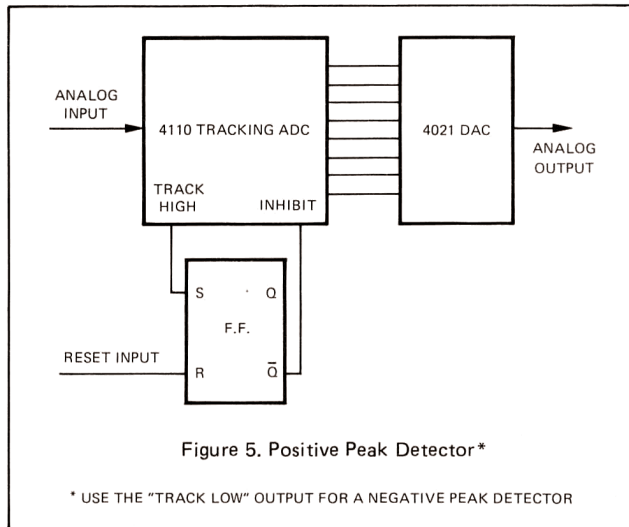 ANALOG
INPUT
4110 TRACKING ADC
TRACK
HIGH
INHIBIT
4021 DAC
ANALOG
OUTPUT
S
Q
F.F.
RESET INPUT
R
Q̅
Figure 5. Positive Peak Detector*
* USE THE "TRACK LOW" OUTPUT FOR A NEGATIVE PEAK DETECTOR